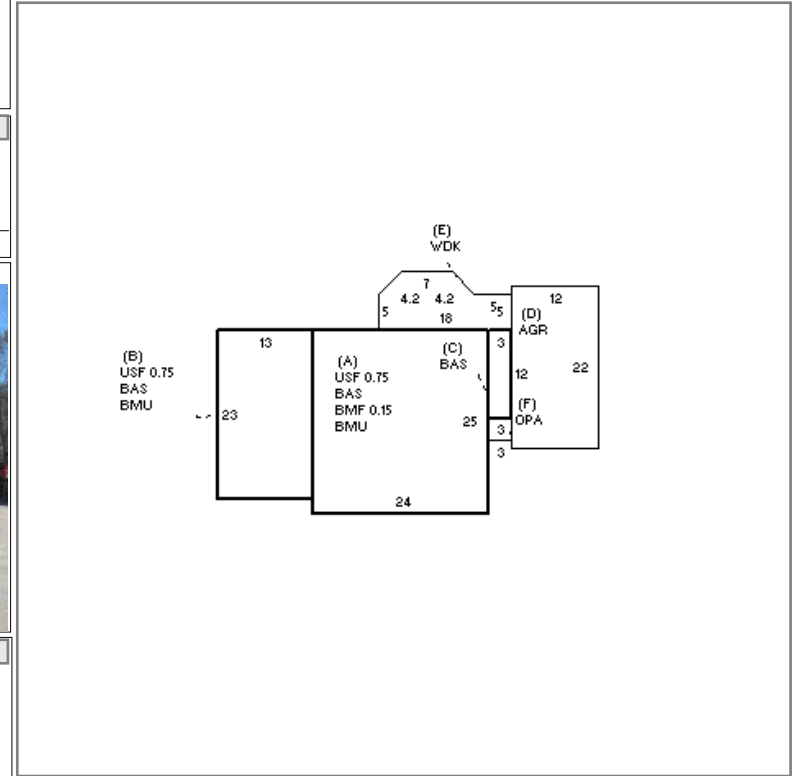 (E)
WDK
7
4.2 4.2
5
5
5
18
12
(D)
AGR
22
12
(F)
OPA
(B)
USF 0.75
BAS
BMU
13
23
(A)
USF 0.75
BAS
BMF 0.15
BMU
(C)
BAS
3
25
3
3
24